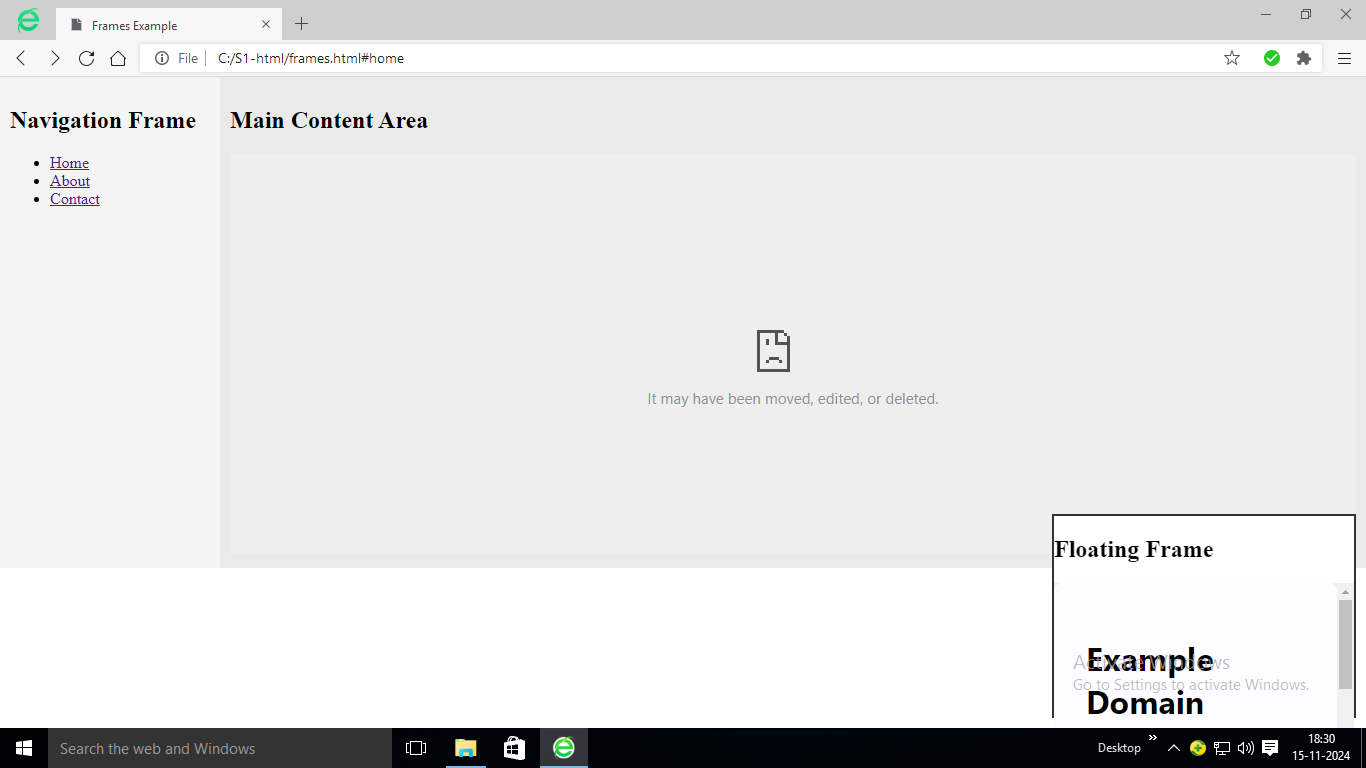 Frames Example
File C:/S1-html/frames.html#home
Navigation Frame
Home
About
Contact
Main Content Area
It may have been moved, edited, or deleted.
Floating Frame
Example
Domain
Activate Windows
Go to Settings to activate Windows.
Search the web and Windows
Desktop
18:30
15-11-2024